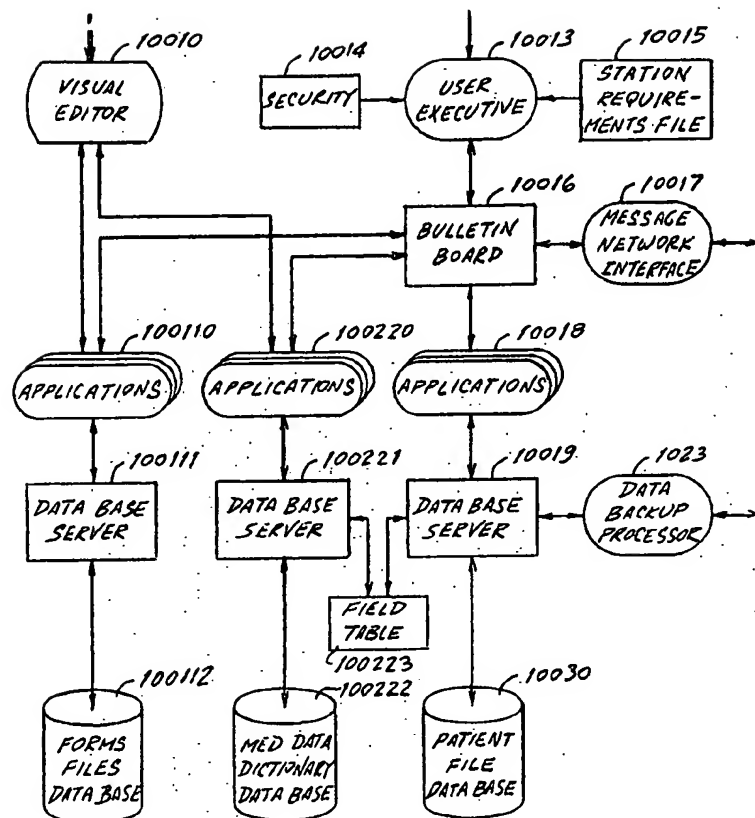 10010
VISUAL
EDITOR
10014
SECURITY
10013
USER
EXECUTIVE
10015
STATION
REQUIRE-
MENTS FILE
10016
BULLETIN
BOARD
10017
MESSAGE
NETWORK
INTERFACE
100110
APPLICATIONS
100220
APPLICATIONS
10018
APPLICATIONS
100111
DATA BASE
SERVER
100221
DATA BASE
SERVER
10019
DATA BASE
SERVER
1023
DATA
BACKUP
PROCESSOR
FIELD
TABLE
100223
100112
FORMS
FILES
DATA BASE
100222
MED DATA
DICTIONARY
DATA BASE
10030
PATIENT
FILE
DATA BASE